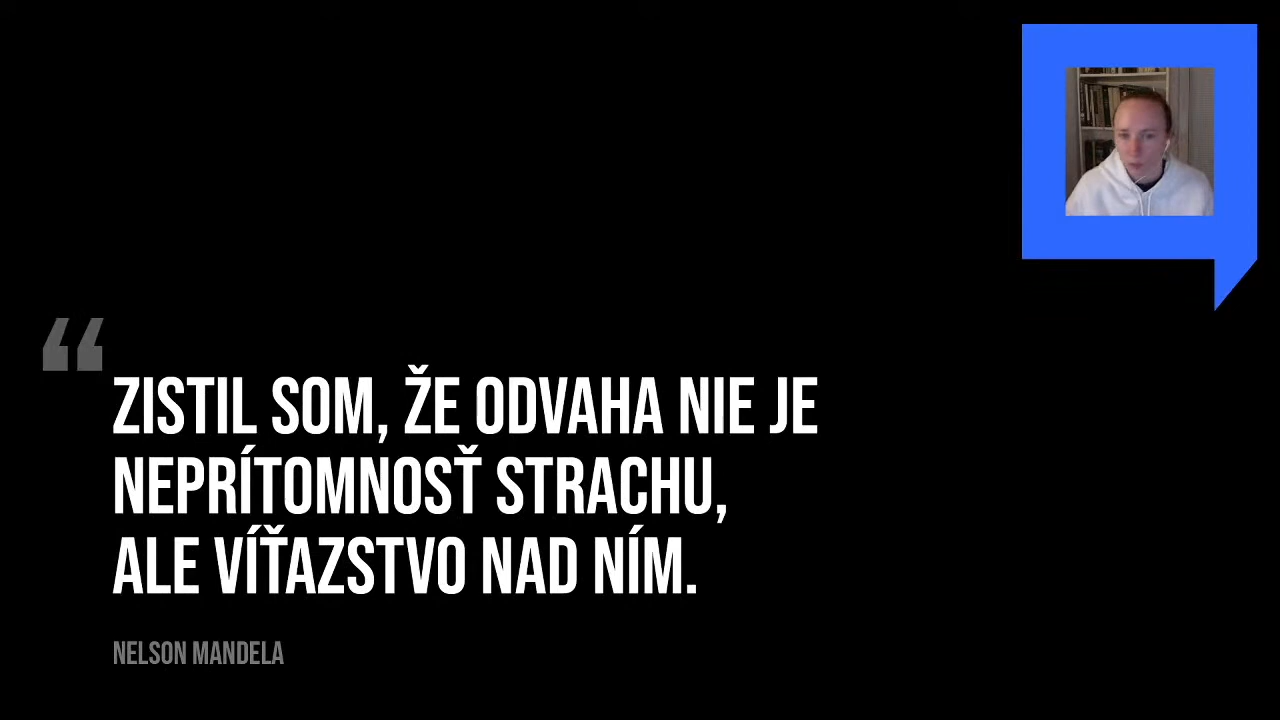 “
ZISTIL SOM, ŽE ODVAHA NIE JE
NEPRÍTOMNOSŤ STRACHU,
ALE VÍŤAZSTVO NAD NÍM.
NELSON MANDELA